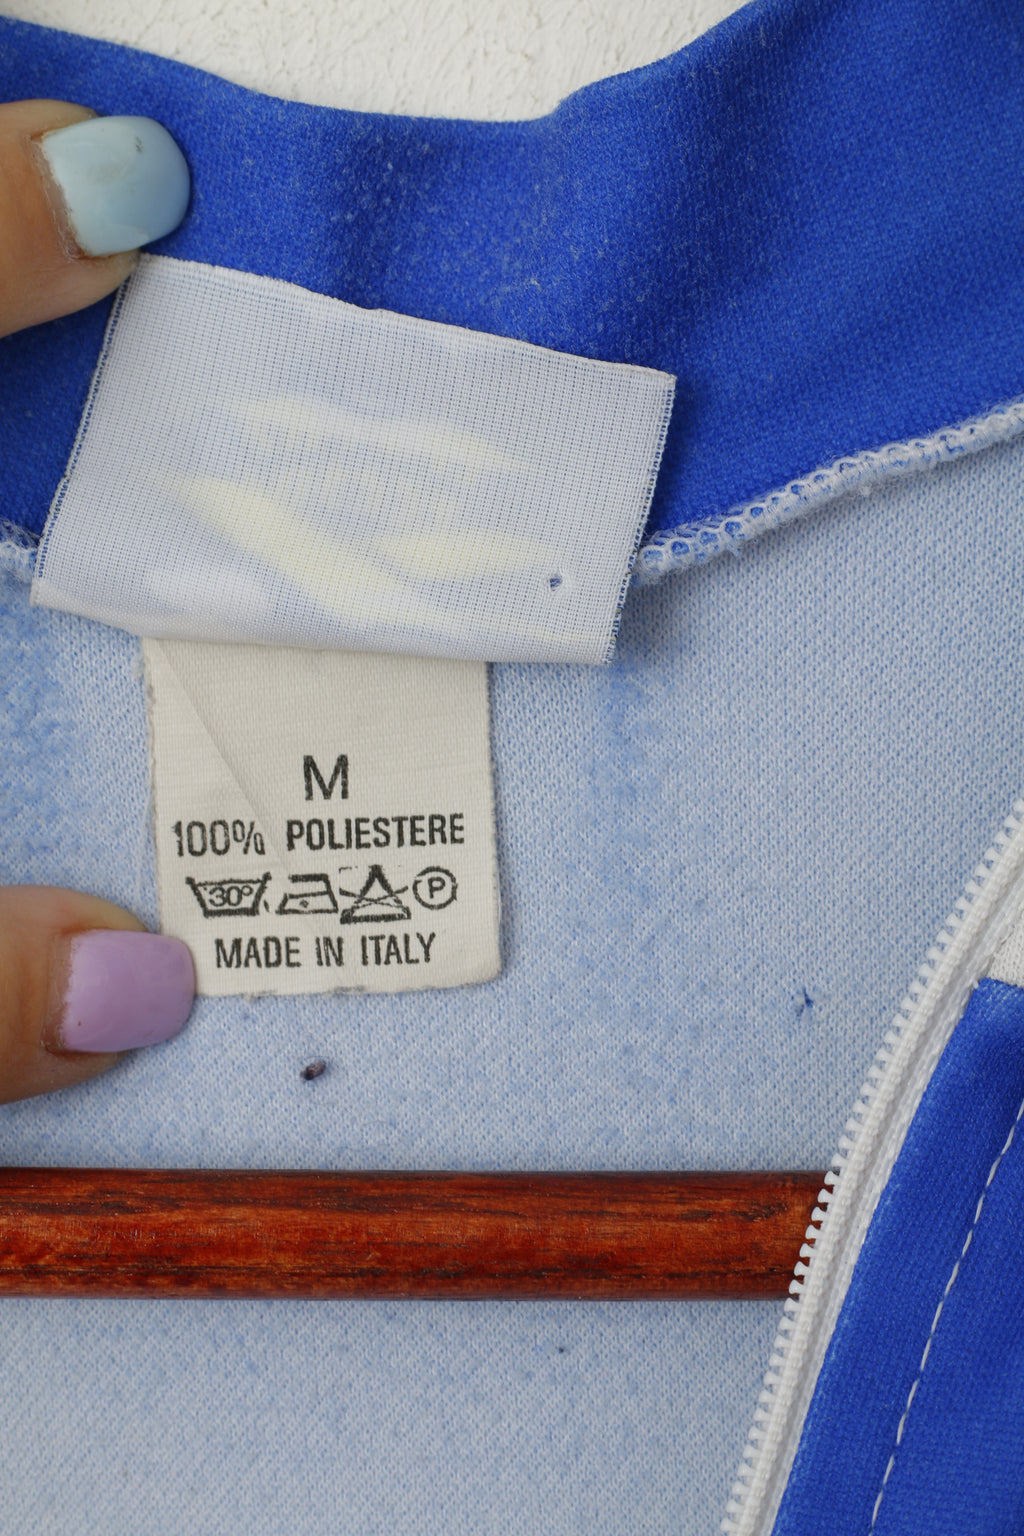 M
100% POLIESTERE
30° P
MADE IN ITALY